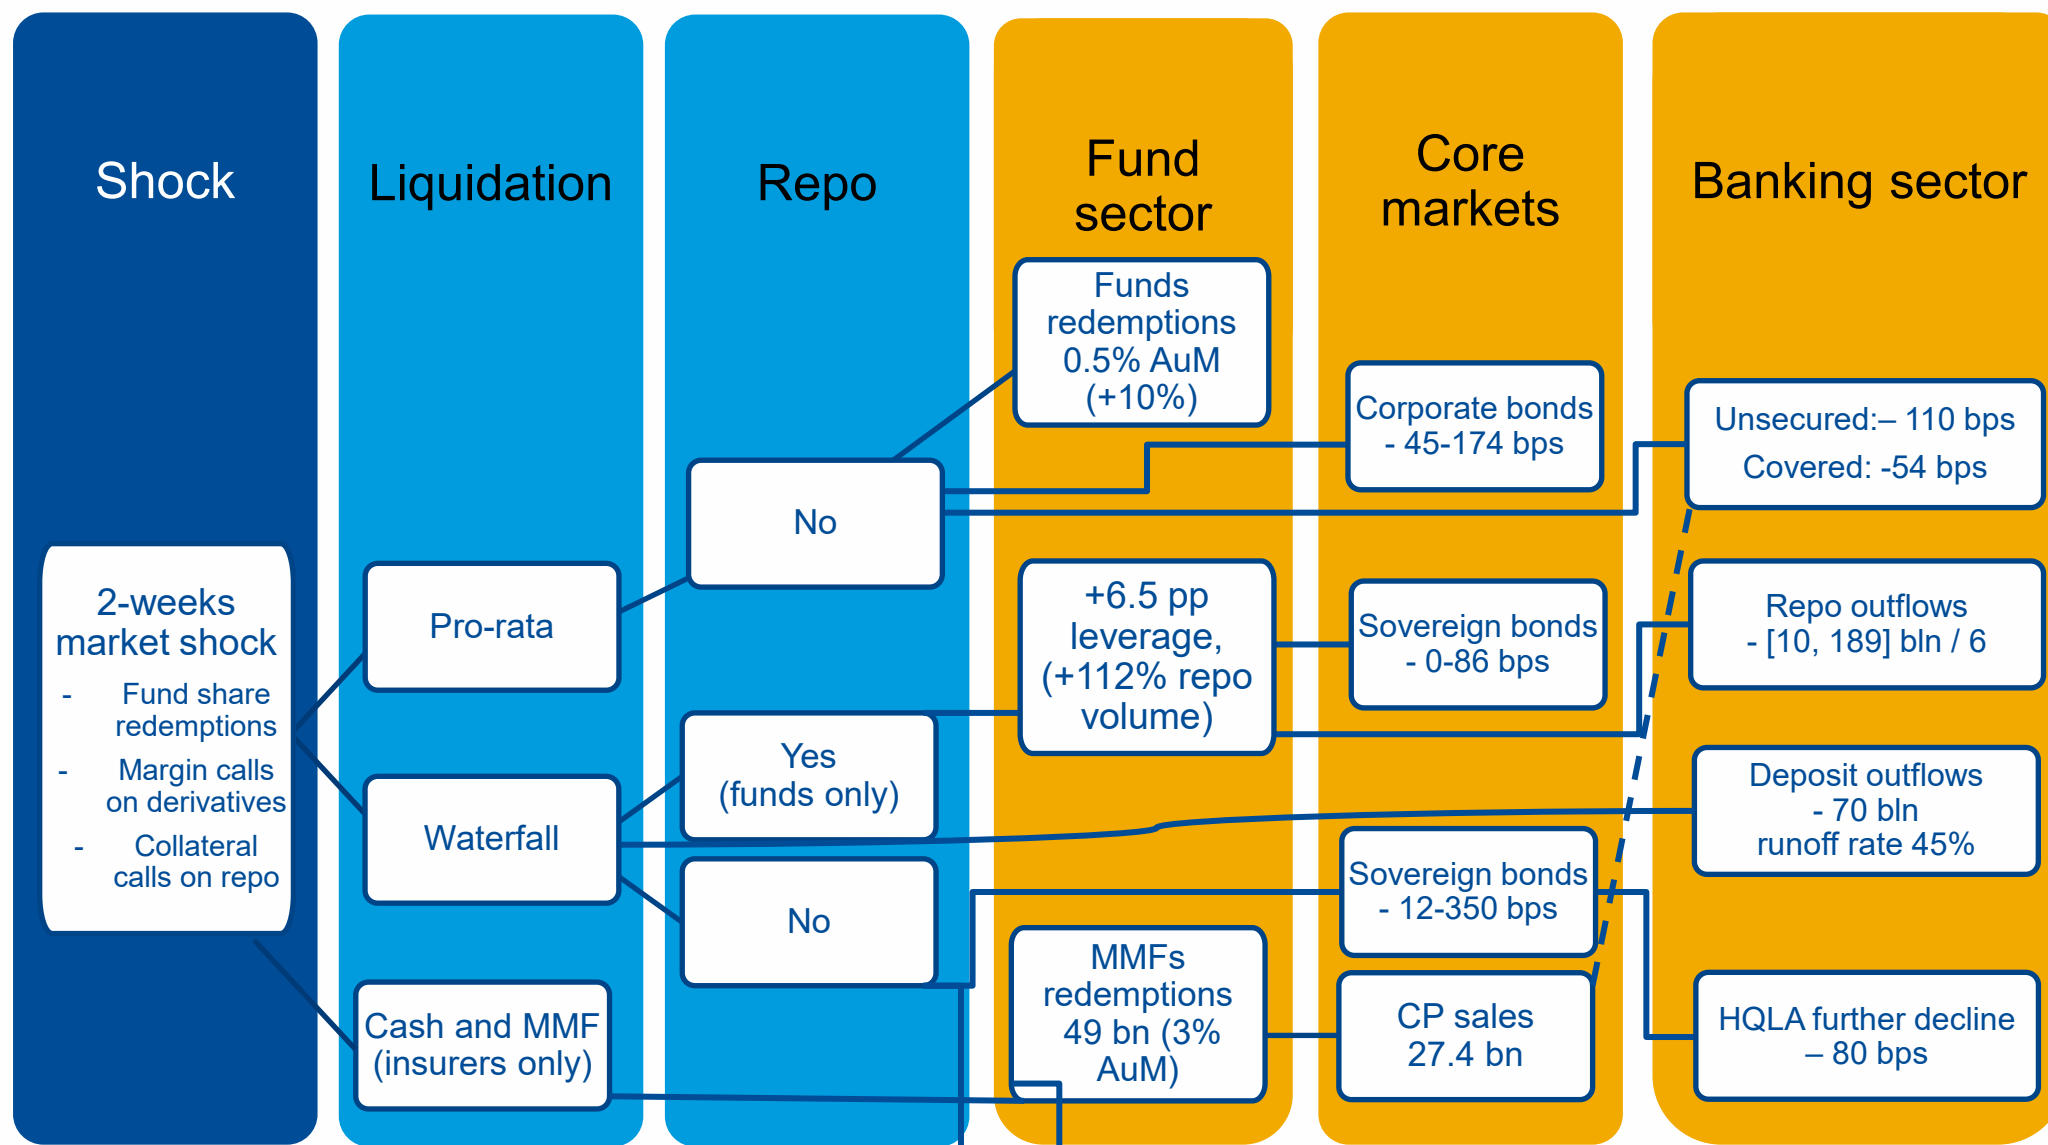 Shock
2-weeks
market shock
- Fund share
redemptions
- Margin calls
on derivatives
- Collateral
calls on repo
Liquidation
Pro-rata
Waterfall
Cash and MMF
(insurers only)
Repo
No
Yes
(funds only)
No
Fund
sector
Funds
redemptions
0.5% AuM
(+10%)
+6.5 pp
leverage,
(+112% repo
volume)
MMFs
redemptions
49 bn (3%
AuM)
Core
markets
Corporate bonds
- 45-174 bps
Sovereign bonds
- 0-86 bps
Sovereign bonds
- 12-350 bps
CP sales
27.4 bn
Banking sector
Unsecured:– 110 bps
Covered: -54 bps
Repo outflows
- [10, 189] bln / 6
Deposit outflows
- 70 bln
runoff rate 45%
HQLA further decline
– 80 bps